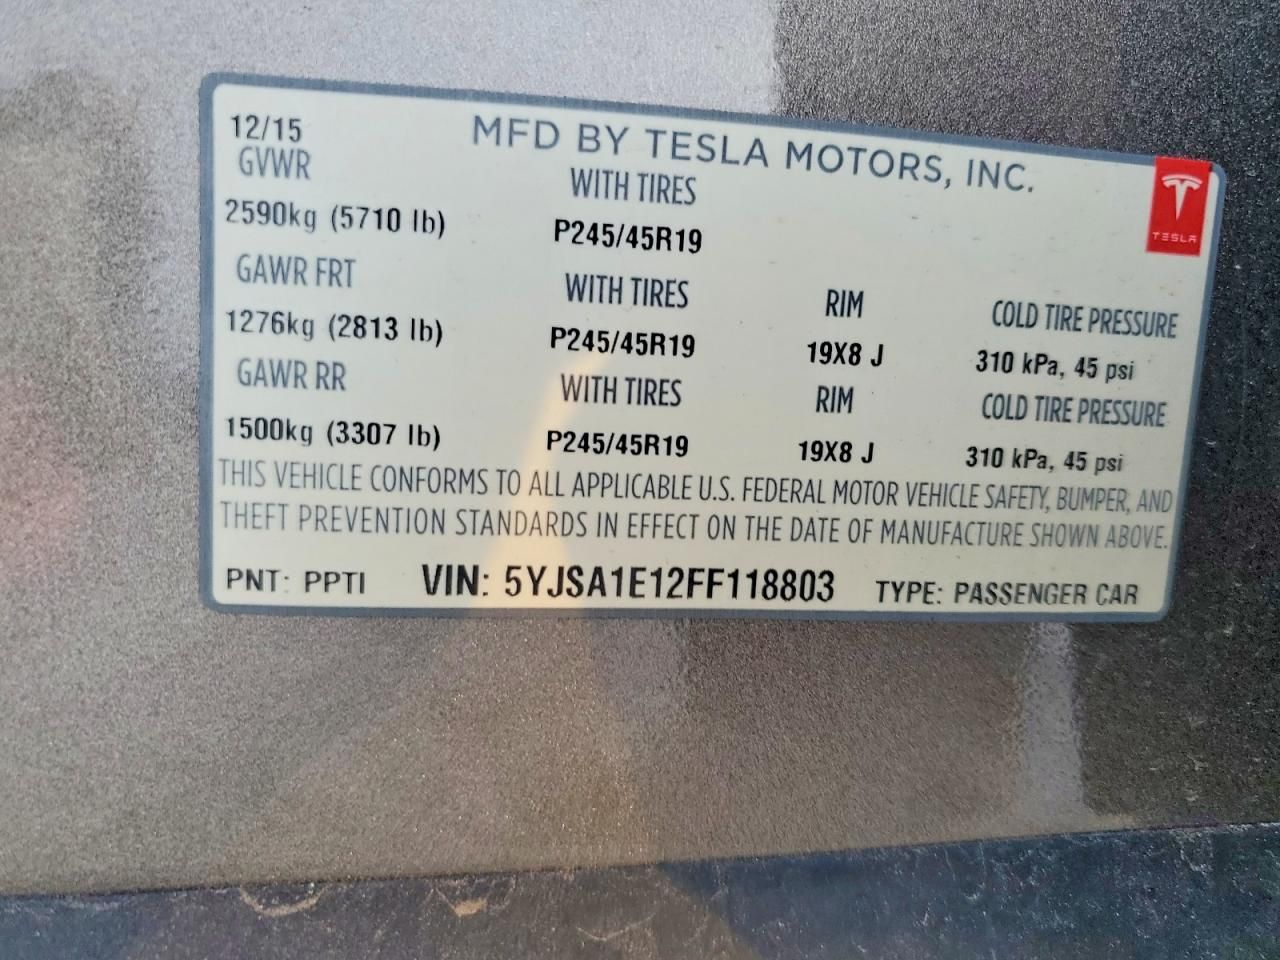 12/15 MFD BY TESLA MOTORS, INC.
GVWR WITH TIRES
2590kg (5710 lb) P245/45R19
TESLA
GAWR FRT WITH TIRES RIM COLD TIRE PRESSURE
1276kg (2813 lb) P245/45R19 19X8 J 310 kPa, 45 psi
GAWR RR WITH TIRES RIM COLD TIRE PRESSURE
1500kg (3307 lb) P245/45R19 19X8 J 310 kPa, 45 psi
THIS VEHICLE CONFORMS TO ALL APPLICABLE U.S. FEDERAL MOTOR VEHICLE SAFETY, BUMPER, AND
THEFT PREVENTION STANDARDS IN EFFECT ON THE DATE OF MANUFACTURE SHOWN ABOVE.
PNT: PPTI VIN: 5YJSA1E12FF118803 TYPE: PASSENGER CAR